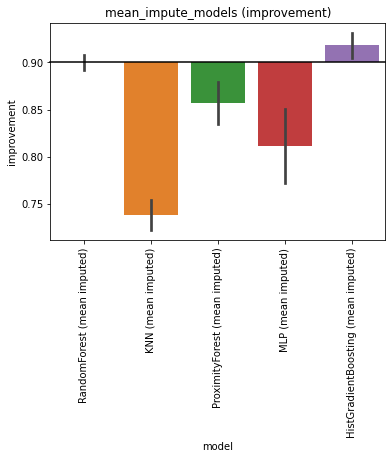 mean_impute_models (improvement)
improvement
0.90
0.85
0.80
0.75
RandomForest (mean imputed)
KNN (mean imputed)
ProximityForest (mean imputed)
MLP (mean imputed)
HistGradientBoosting (mean imputed)
model